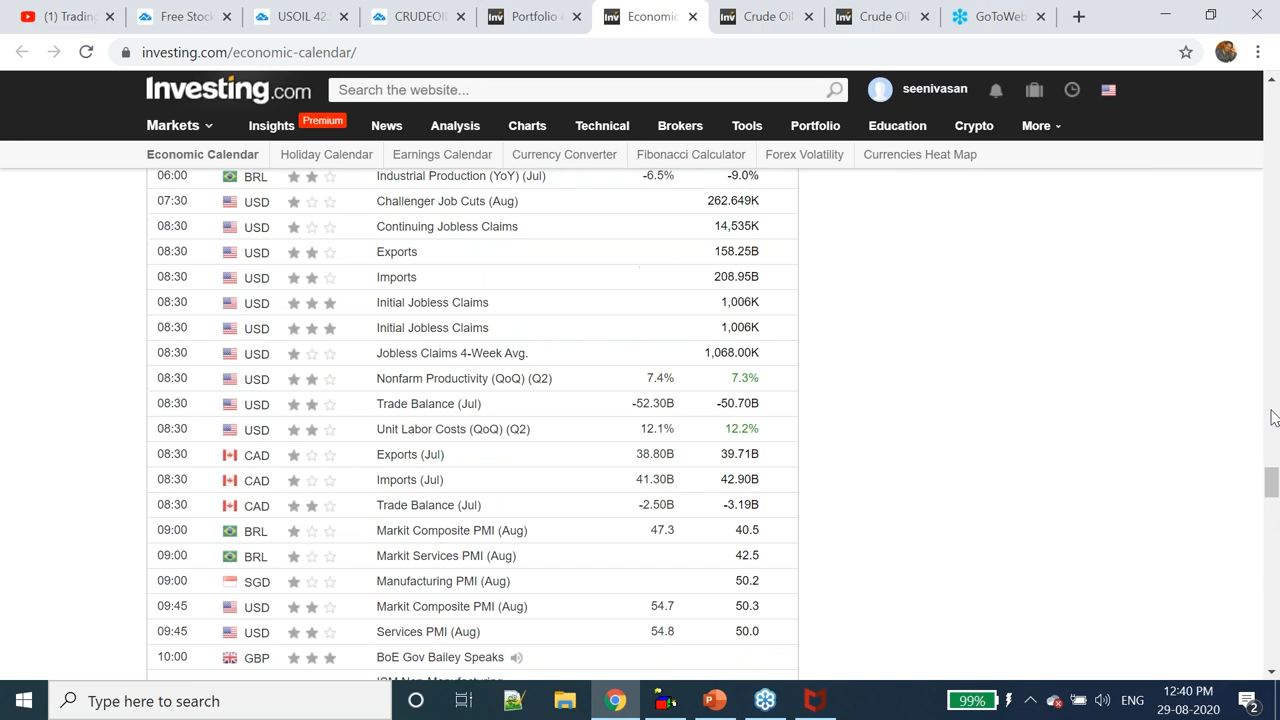 (1) Trading
Free Stock
USOIL 42
CRUDEOIL
Portfolio
Economic
Crude Oil
Crude Oil
GoToWeb
investing.com/economic-calendar/
Investing.com
Search the website...
seenivasan
Markets
Insights
Premium
News
Analysis
Charts
Technical
Brokers
Tools
Portfolio
Education
Crypto
More
Economic Calendar
Holiday Calendar
Earnings Calendar
Currency Converter
Fibonacci Calculator
Forex Volatility
Currencies Heat Map
06:00 BRL Industrial Production (YoY) (Jul) -6.5% -9.0%
07:30 USD Challenger Job Cuts (Aug) 262.649K
08:30 USD Continuing Jobless Claims 14,535K
08:30 USD Exports 158.25B
08:30 USD Imports 208.95B
08:30 USD Initial Jobless Claims 1,006K
08:30 USD Initial Jobless Claims 1,006K
08:30 USD Jobless Claims 4-Week Avg. 1,068.00K
08:30 USD Nonfarm Productivity (QoQ) (Q2) 7.4% 7.3%
08:30 USD Trade Balance (Jul) -52.30B -50.70B
08:30 USD Unit Labor Costs (QoQ) (Q2) 12.1% 12.2%
08:30 CAD Exports (Jul) 38.80B 39.71B
08:30 CAD Imports (Jul) 41.30B 42.90B
08:30 CAD Trade Balance (Jul) -2.50B -3.19B
09:00 BRL Markit Composite PMI (Aug) 47.3 40.5
09:00 BRL Markit Services PMI (Aug) 42.5
09:00 SGD Manufacturing PMI (Aug) 50.2
09:45 USD Markit Composite PMI (Aug) 54.7 50.3
09:45 USD Services PMI (Aug) 54.8 50.0
10:00 GBP BoE Gov Bailey Speaks
Type here to search
99%
ENG
12:40 PM
29-08-2020
2